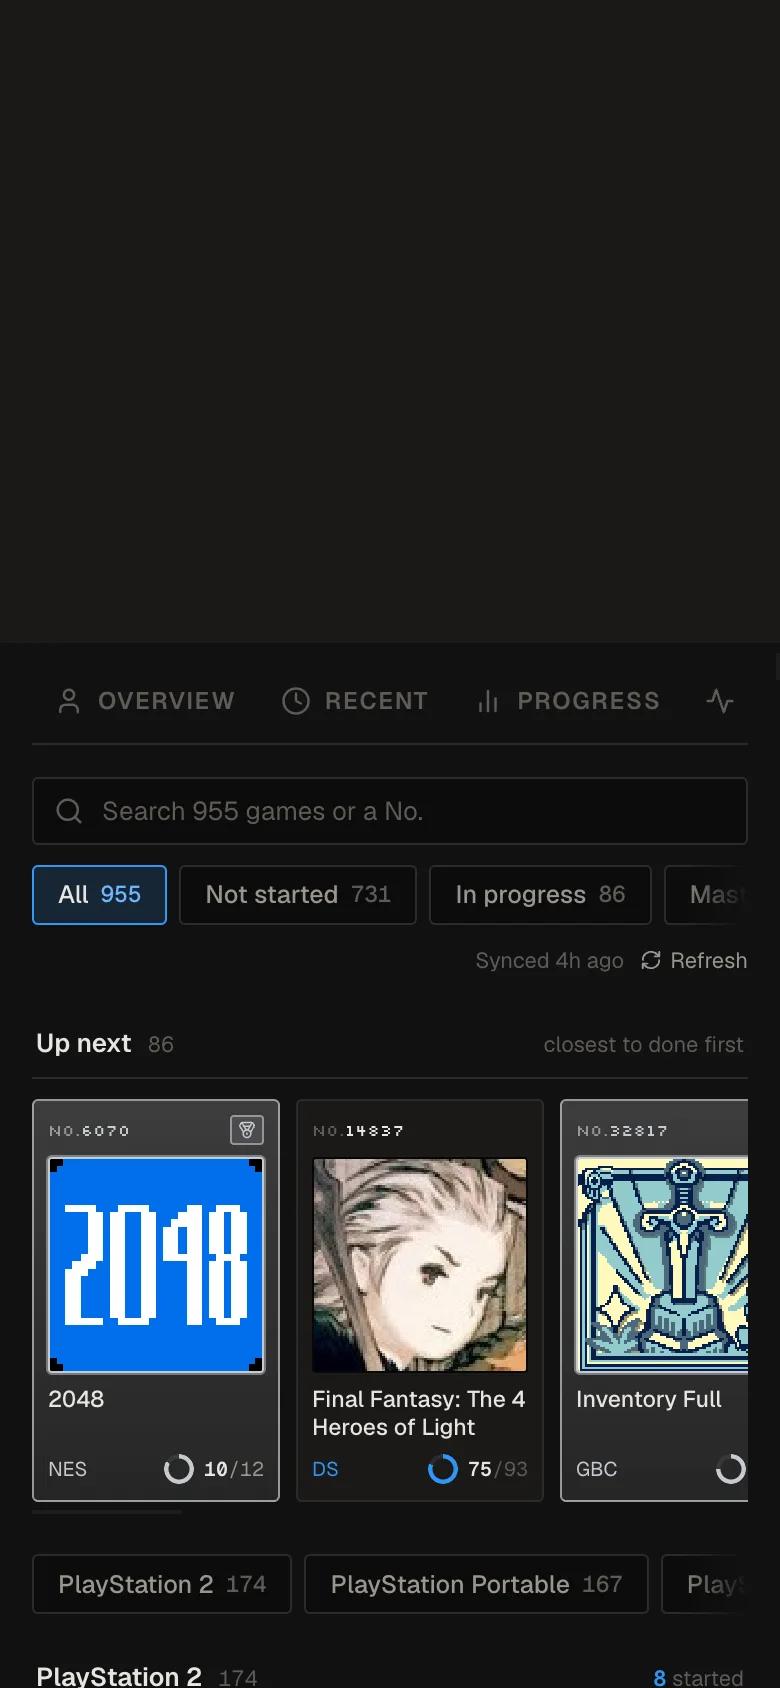 OVERVIEW RECENT PROGRESS
Search 955 games or a No.
All 955 Not started 731 In progress 86
Synced 4h ago Refresh
Up next 86 closest to done first
No.6070 No.14837 No.32817
2048
2048 Final Fantasy: The 4 Inventory Full
Heroes of Light
NES 10/12 DS 75/93 GBC
PlayStation 2 174 PlayStation Portable 167
PlayStation 2 174 8 started